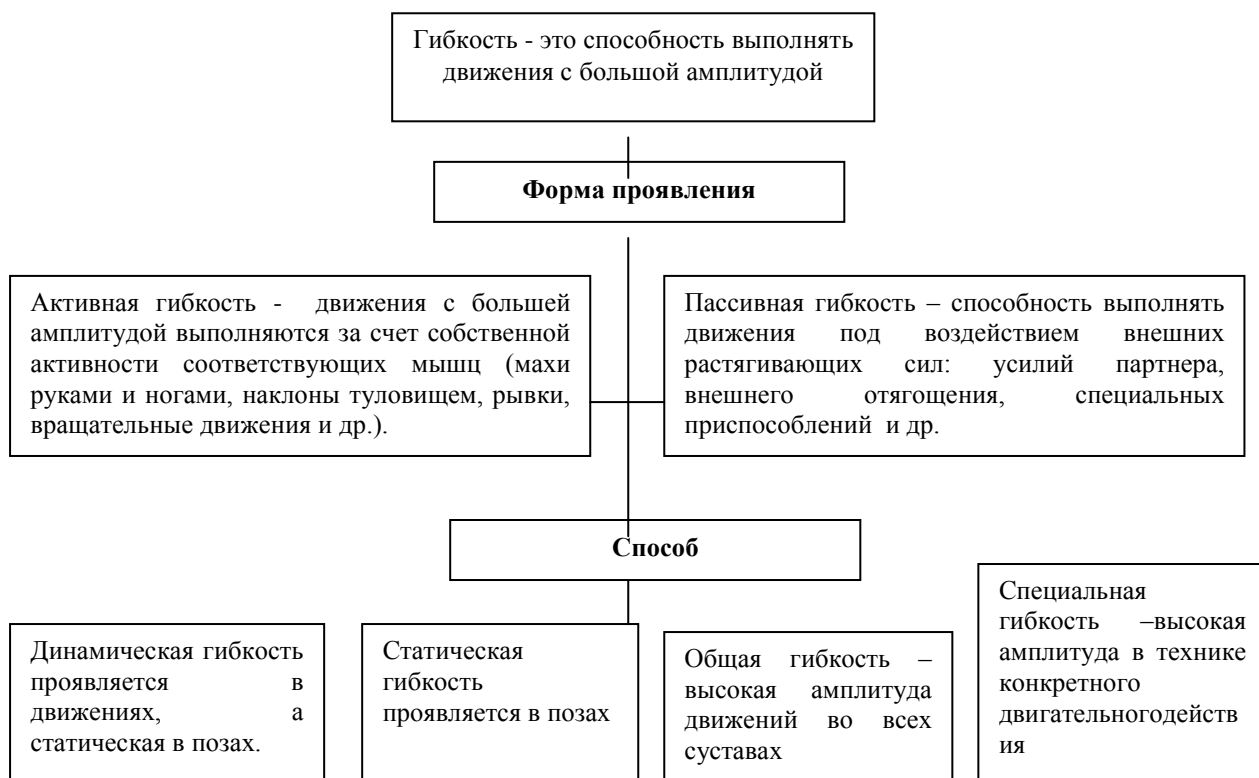 Гибкость - это способность выполнять
движения с большой амплитудой
Форма проявления
Активная гибкость - движения с большей
амплитудой выполняются за счет собственной
активности соответствующих мышц (махи
руками и ногами, наклоны туловищем, рывки,
вращательные движения и др.).
Пассивная гибкость – способность выполнять
движения под воздействием внешних
растягивающих сил: усилий партнера,
внешнего отягощения, специальных
приспособлений и др.
Способ
Динамическая гибкость
проявляется в
движениях, а
статическая в позах.
Статическая
гибкость
проявляется в позах
Общая гибкость –
высокая амплитуда
движений во всех
суставах
Специальная
гибкость –высокая
амплитуда в технике
конкретного
двигательногодейств
ия